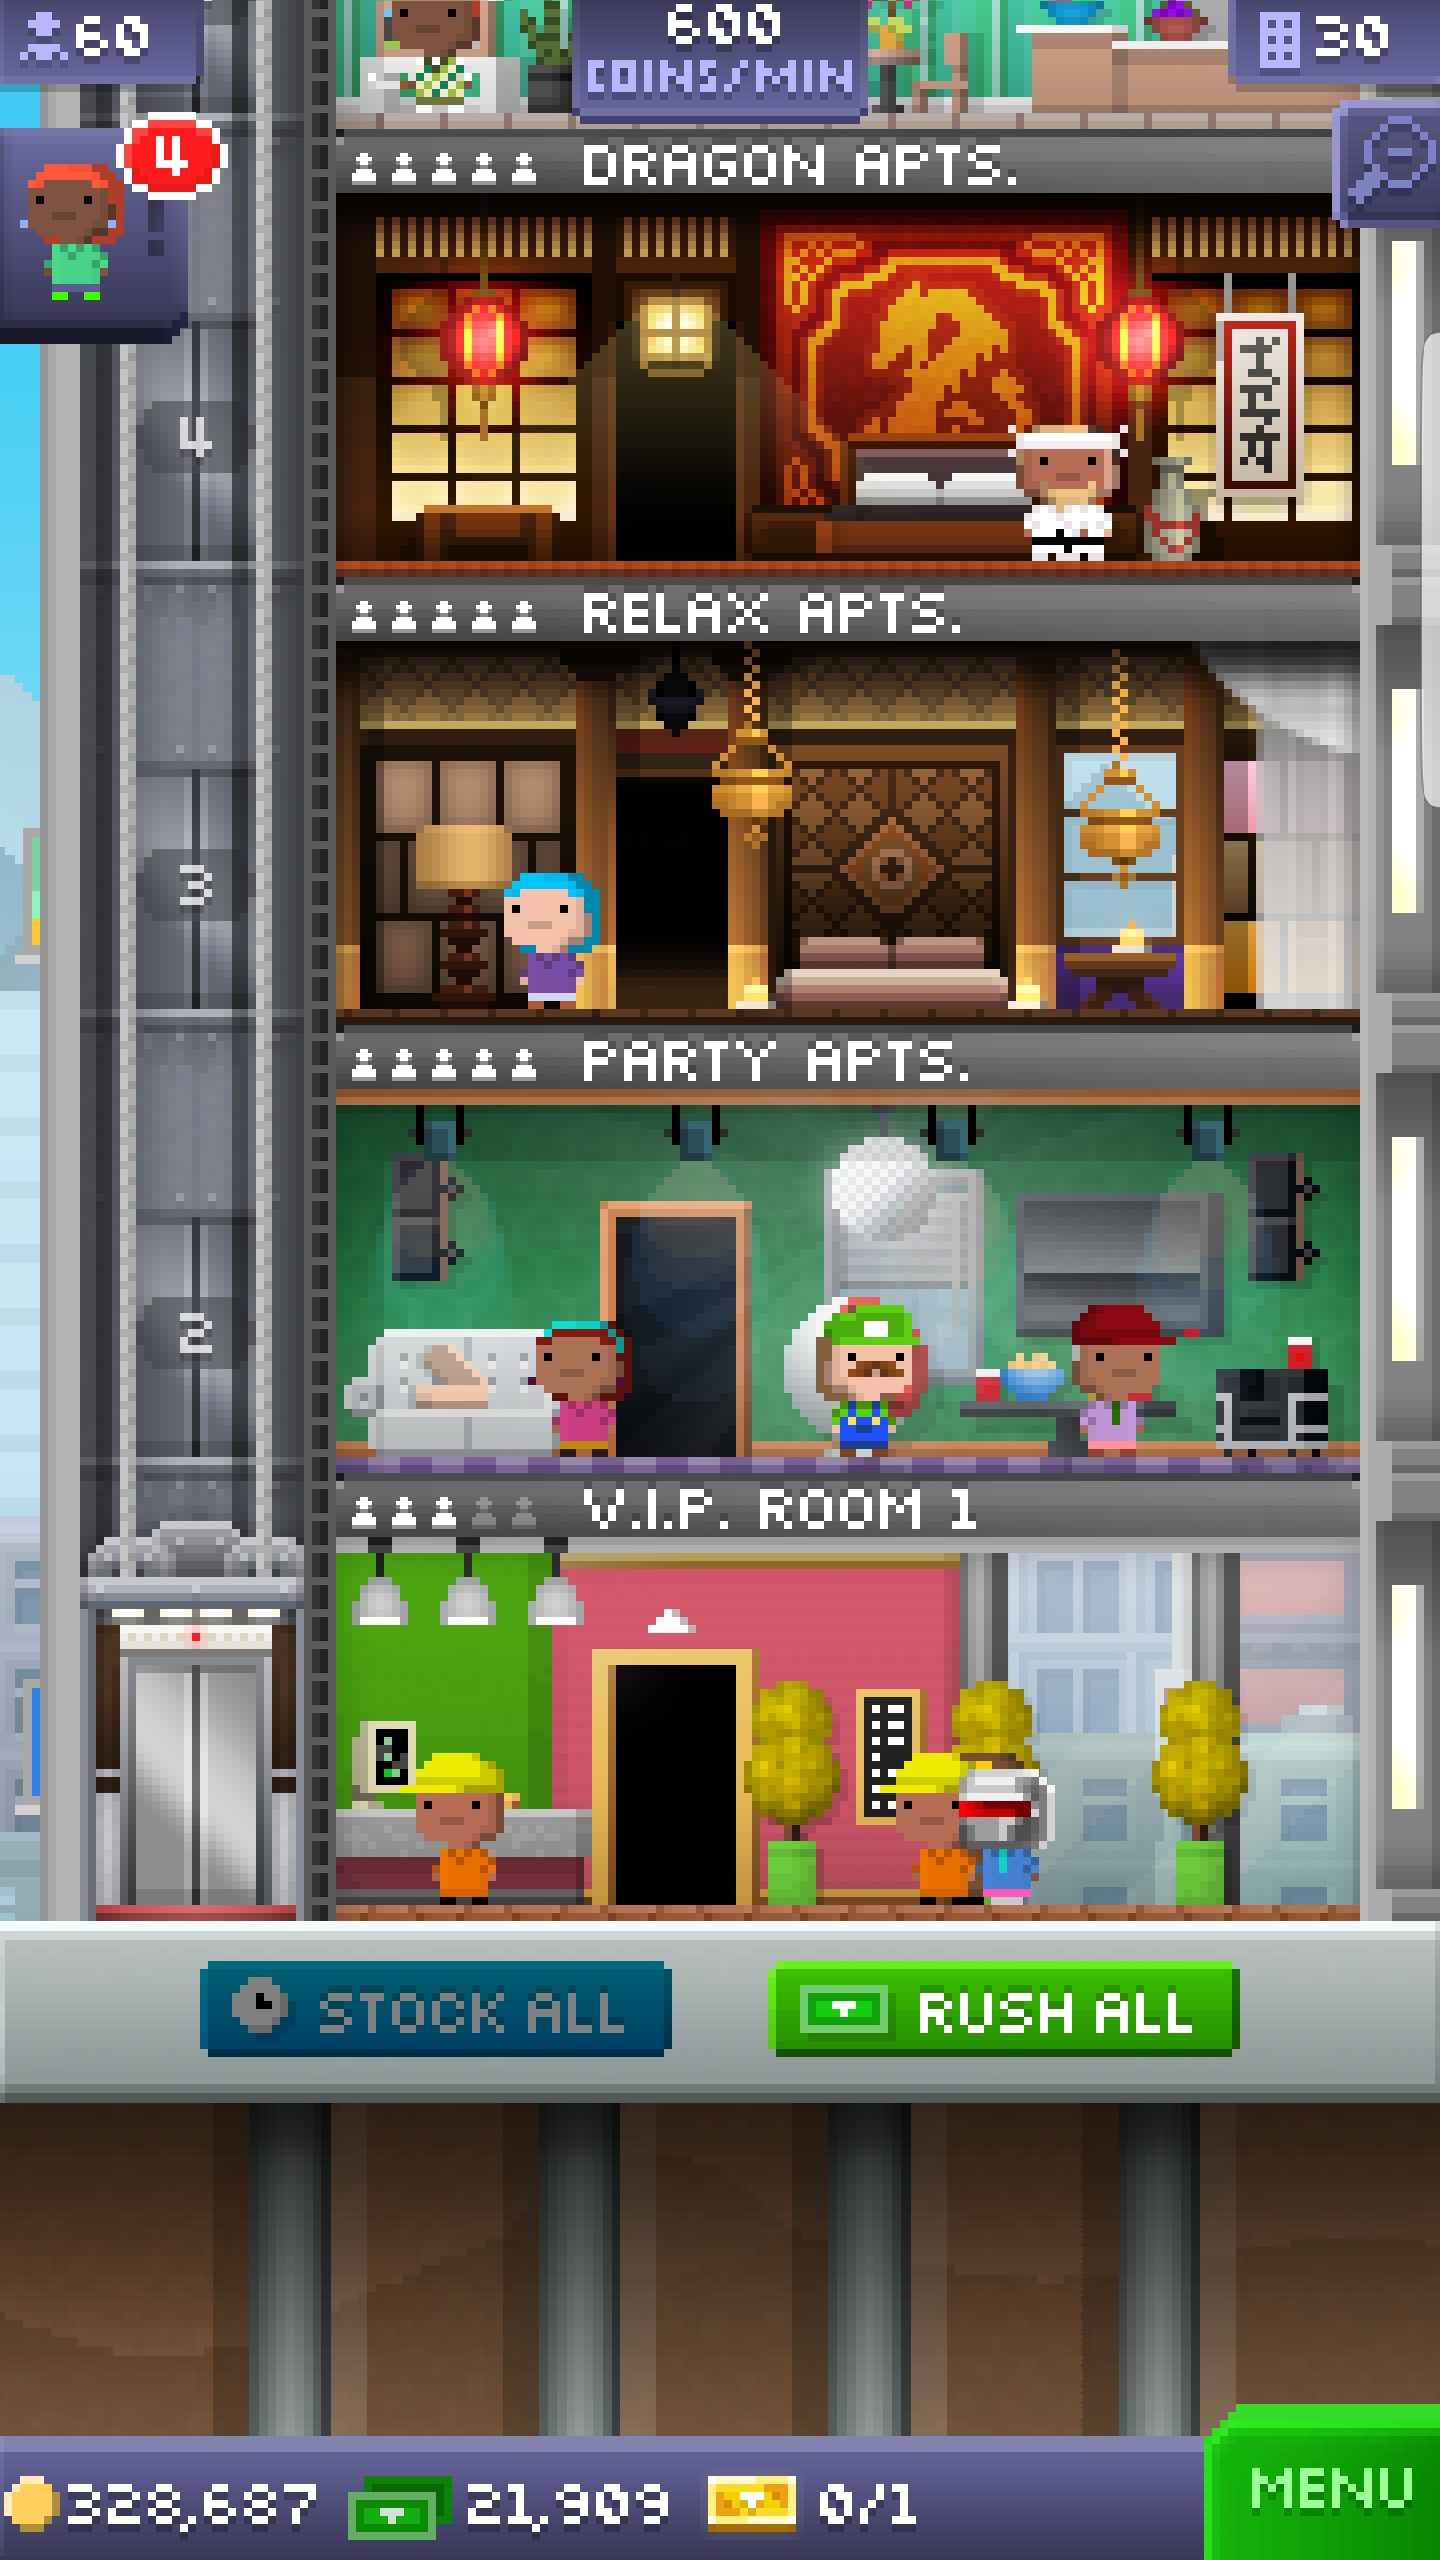 60
600
COINS/MIN
30
4
DRAGON APTS.
4
RELAX APTS.
3
PARTY APTS.
2
V.I.P. ROOM 1
STOCK ALL
RUSH ALL
328,687
21,909
0/1
MENU